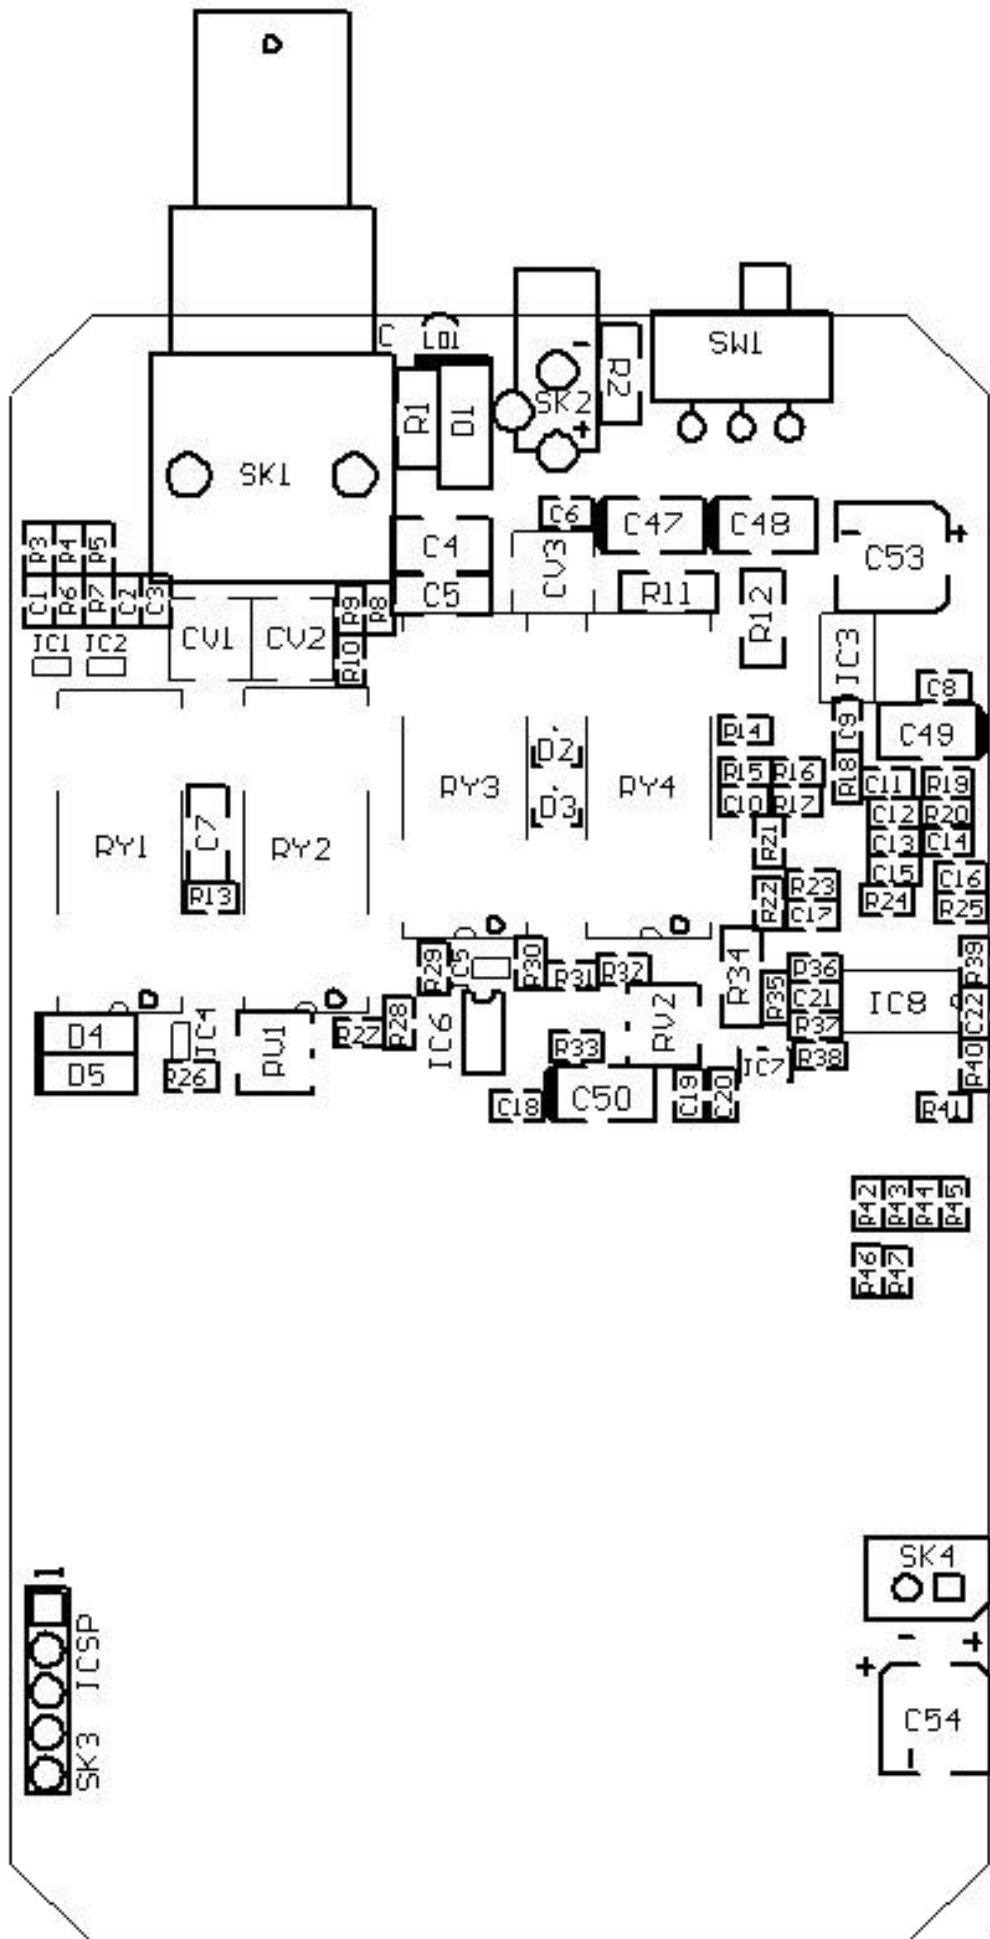 C LD1
SW1
R1 D1 R2
- SK2 +
SK1
C6 C47 C48
R3 R4 R5 C4 CV3 - C53 +
C1 R6 R7 C2 C3 R9 R8 C5 R11 R12
IC1 IC2 CV1 CV2 R10 IC3
C8
R14 C9 C49
D2
RY3 RY4 R15 R16 R18 C11 R19
D3 C10 R17 C12 R20
RY1 C7 RY2 R21 C13 C14
C15 C16
R13 R22 R23 R24 R25
C17
R29 IC5 R30 R31 R32 R34 R36 R39
R35 C21 IC8 C22
D4 IC4 RV1 R27 R28 IC6 RV2 R37
R33 IC7 R38 R40
D5 R26
C18 C50 C19 C20 R41
R42 R43 R44 R45
R46 R47
SK4
1
- +
ICSP
+
C54
SK3 -